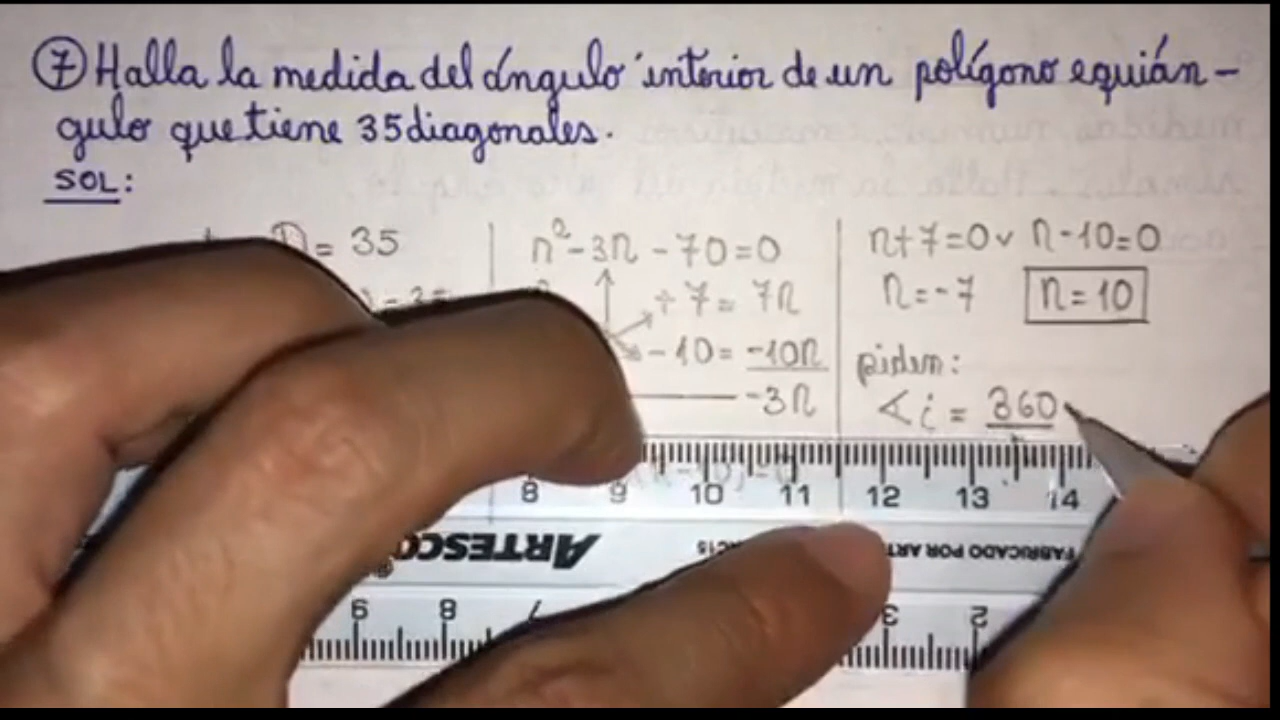 ⑦ Halla la medida del ángulo interior de un polígono equián-
gulo que tiene 35 diagonales.
SOL:
= 35
n² - 3n - 70 = 0
+ 7 = 7n
- 10 = -10n
-3n
n + 7 = 0 v n - 10 = 0
n = -7 n = 10
piden:
∢i = 360
8 9 10 11 12 13 14
ARTESCO
FABRICADO POR ART
9 8 7 3 2